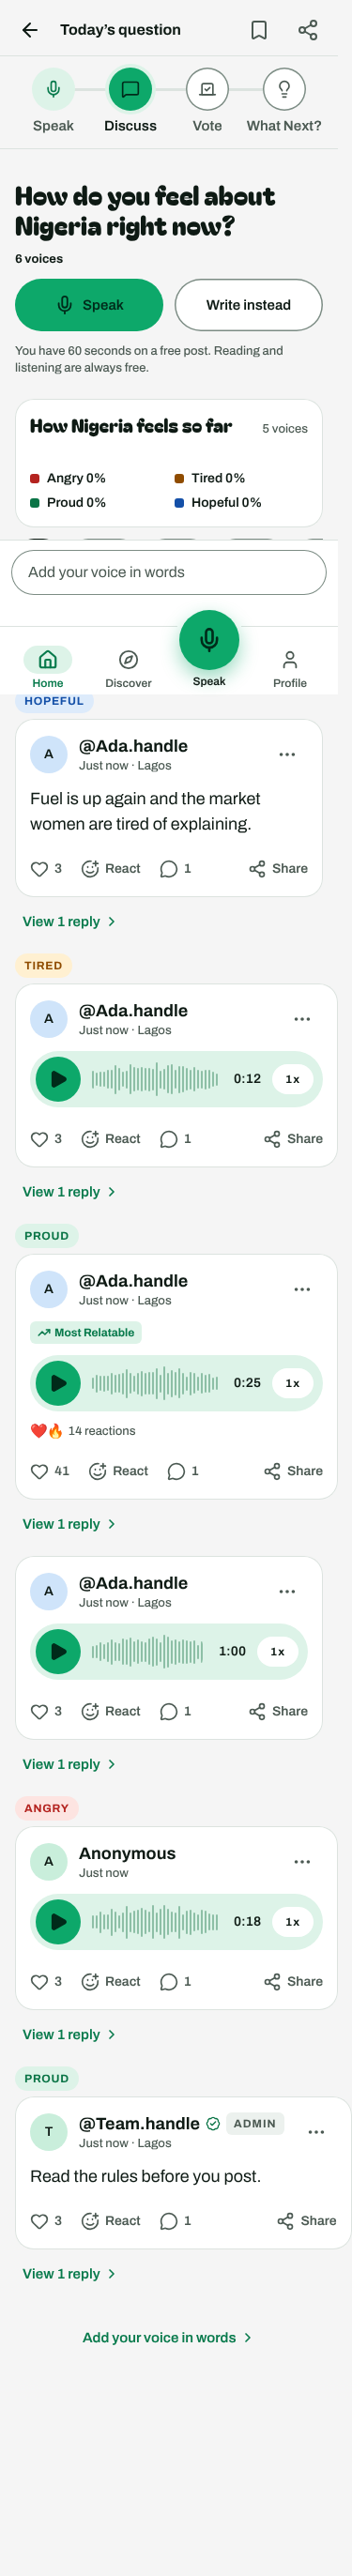 Today's question
Speak
Discuss
Vote
What Next?
How do you feel about
Nigeria right now?
6 voices
Speak
Write instead
You have 60 seconds on a free post. Reading and
listening are always free.
How Nigeria feels so far
5 voices
Angry 0%
Tired 0%
Proud 0%
Hopeful 0%
Add your voice in words
Home
Discover
Speak
Profile
HOPEFUL
A
@Ada.handle
Just now · Lagos
Fuel is up again and the market
women are tired of explaining.
3
React
1
Share
View 1 reply
TIRED
A
@Ada.handle
Just now · Lagos
0:12
1x
3
React
1
Share
View 1 reply
PROUD
A
@Ada.handle
Just now · Lagos
Most Relatable
0:25
1x
14 reactions
41
React
1
Share
View 1 reply
A
@Ada.handle
Just now · Lagos
1:00
1x
3
React
1
Share
View 1 reply
ANGRY
A
Anonymous
Just now
0:18
1x
3
React
1
Share
View 1 reply
PROUD
T
@Team.handle
ADMIN
Just now · Lagos
Read the rules before you post.
3
React
1
Share
View 1 reply
Add your voice in words